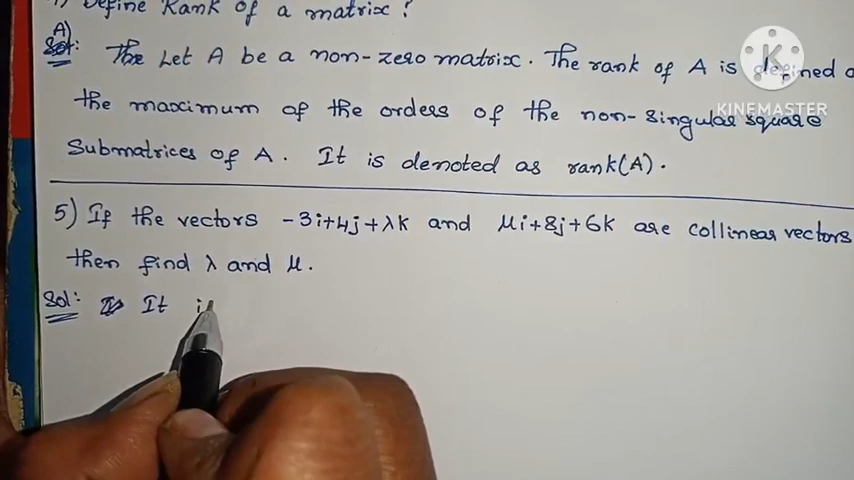 Define Rank of a matrix?
A)
Sol: The Let A be a non-zero matrix. The rank of A is defined a
the maximum of the orders of the non-singular square
Submatrices of A. It is denoted as rank(A).
5) If the vectors -3i+4j+λk and μi+8j+6k are collinear vectors
then find λ and μ.
Sol: It i
KINEMASTER